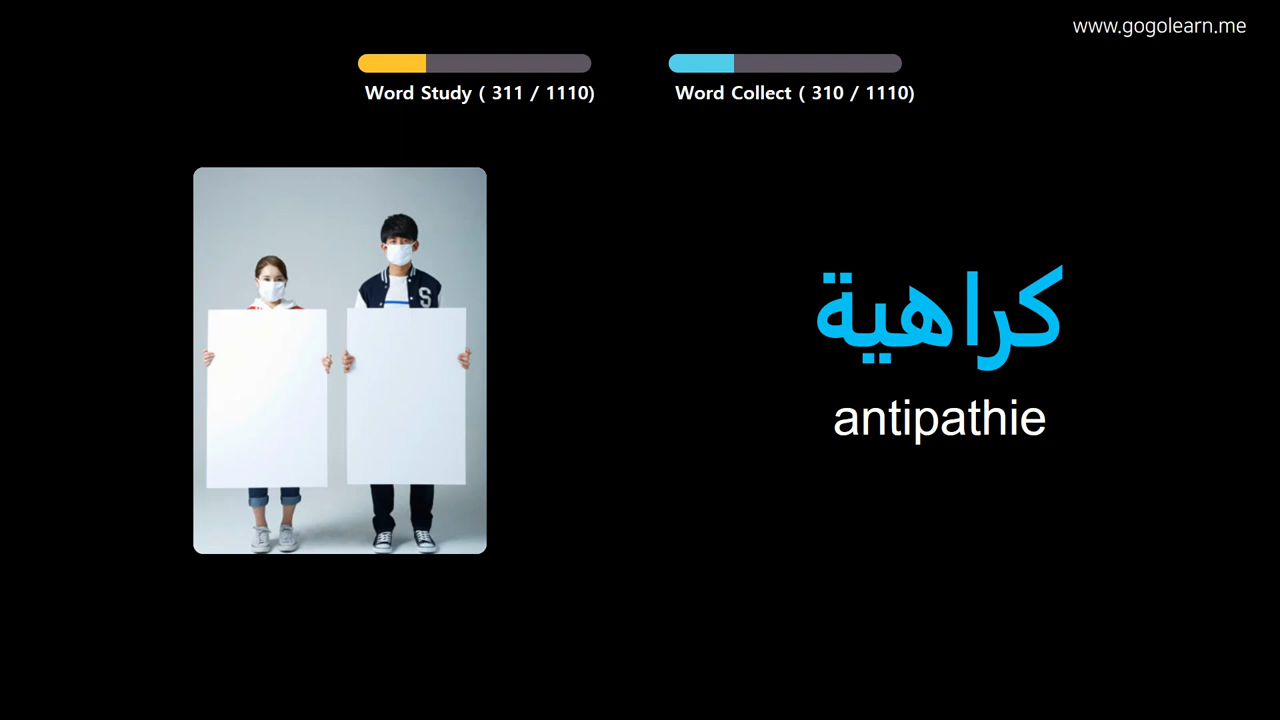 www.gogolearn.me
Word Study ( 311 / 1110)
Word Collect ( 310 / 1110)
S
كراهية
antipathie